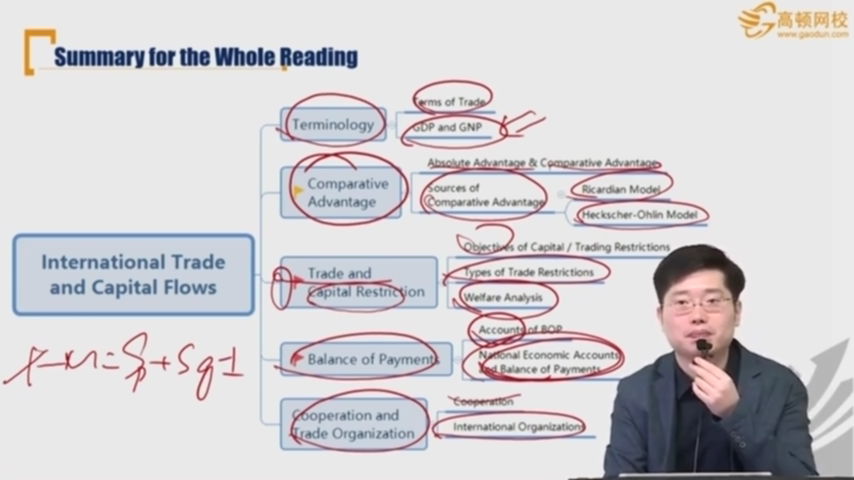 高顿网校
www.gaodun.com
Summary for the Whole Reading
Terms of Trade
Terminology
GDP and GNP
Absolute Advantage & Comparative Advantage
Comparative
Advantage
Sources of
Comparative Advantage
Ricardian Model
Heckscher-Ohlin Model
International Trade
and Capital Flows
Objectives of Capital / Trading Restrictions
Trade and
Capital Restriction
Types of Trade Restrictions
Welfare Analysis
Accounts of BOP
Balance of Payments
National Economic Accounts
and Balance of Payments
X-M=Sp+Sg-I
Cooperation
Cooperation and
Trade Organization
International Organizations